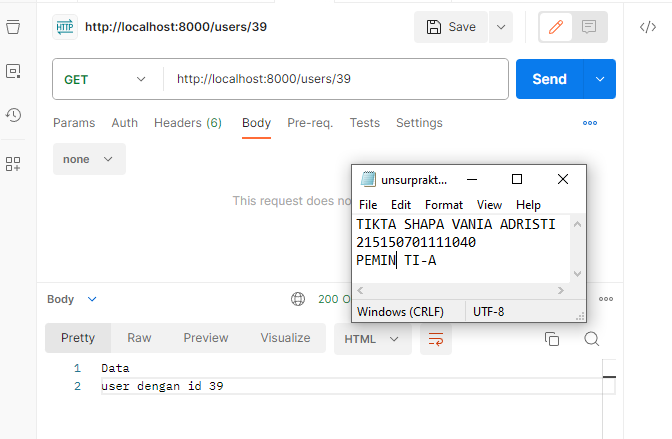 HTTP http://localhost:8000/users/39 Save
GET http://localhost:8000/users/39 Send
Params Auth Headers (6) Body Pre-req. Tests Settings
none
This request does no
unsurprakt...
File Edit Format View Help
TIKTA SHAPA VANIA ADRISTI
215150701111040
PEMIN TI-A
Windows (CRLF) UTF-8
Body 200 O
Pretty Raw Preview Visualize HTML
1 Data
2 user dengan id 39